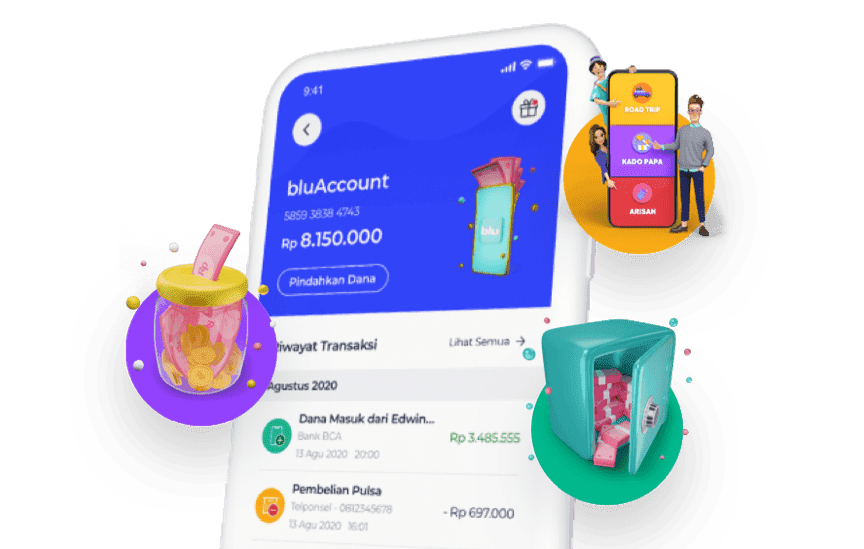 9:41
bluAccount
5859 3838 4743
Rp 8.150.000
Pindahkan Dana
blu
ROAD TRIP
KADO PAPA
ARISAN
Rp
Riwayat Transaksi
Lihat Semua →
Agustus 2020
Dana Masuk dari Edwin...
Bank BCA
Rp 3.485.555
13 Agu 2020 20:00
Pembelian Pulsa
Telponsel - 0812345678
- Rp 697.000
13 Agu 2020 16:01